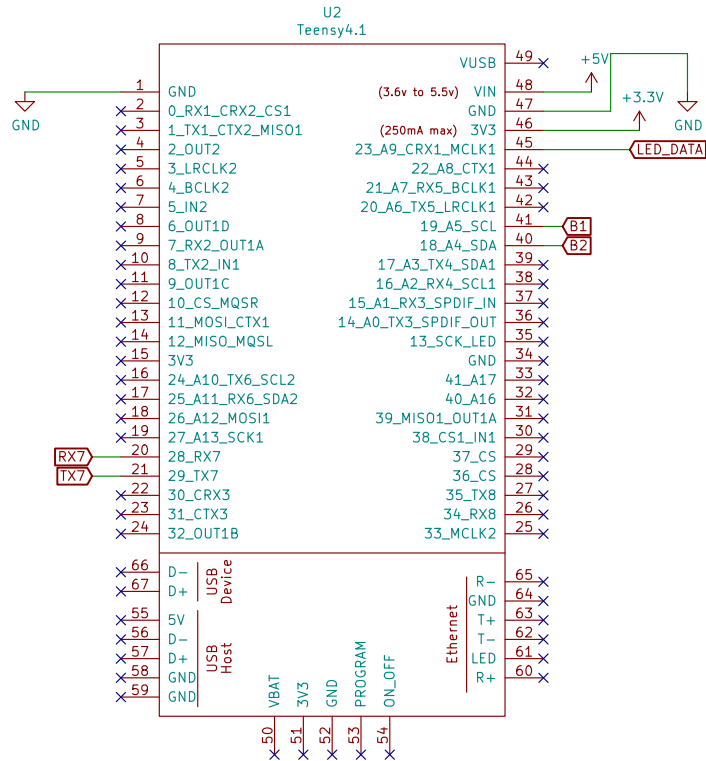 U2
Teensy4.1
VUSB 49
+5V
1 GND (3.6v to 5.5v) VIN 48
GND 47
+3.3V
GND
GND
2 0_RX1_CRX2_CS1
3 1_TX1_CTX2_MISO1 (250mA max) 3V3 46
4 2_OUT2 23_A9_CRX1_MCLK1 45 LED_DATA
5 3_LRCLK2 22_A8_CTX1 44
6 4_BCLK2 21_A7_RX5_BCLK1 43
7 5_IN2 20_A6_TX5_LRCLK1 42
8 6_OUT1D 19_A5_SCL 41 B1
9 7_RX2_OUT1A 18_A4_SDA 40 B2
10 8_TX2_IN1 17_A3_TX4_SDA1 39
11 9_OUT1C 16_A2_RX4_SCL1 38
12 10_CS_MQSR 15_A1_RX3_SPDIF_IN 37
13 11_MOSI_CTX1 14_A0_TX3_SPDIF_OUT 36
14 12_MISO_MQSL 13_SCK_LED 35
15 3V3 GND 34
16 24_A10_TX6_SCL2 41_A17 33
17 25_A11_RX6_SDA2 40_A16 32
18 26_A12_MOSI1 39_MISO1_OUT1A 31
19 27_A13_SCK1 38_CS1_IN1 30
RX7 20 28_RX7 37_CS 29
TX7 21 29_TX7 36_CS 28
22 30_CRX3 35_TX8 27
23 31_CTX3 34_RX8 26
24 32_OUT1B 33_MCLK2 25
66 D-
67 D+
USB
Device
55 5V
56 D-
57 D+
58 GND
59 GND
USB
Host
Ethernet
R- 65
GND 64
T+ 63
T- 62
LED 61
R+ 60
VBAT 50
3V3 51
GND 52
PROGRAM 53
ON_OFF 54